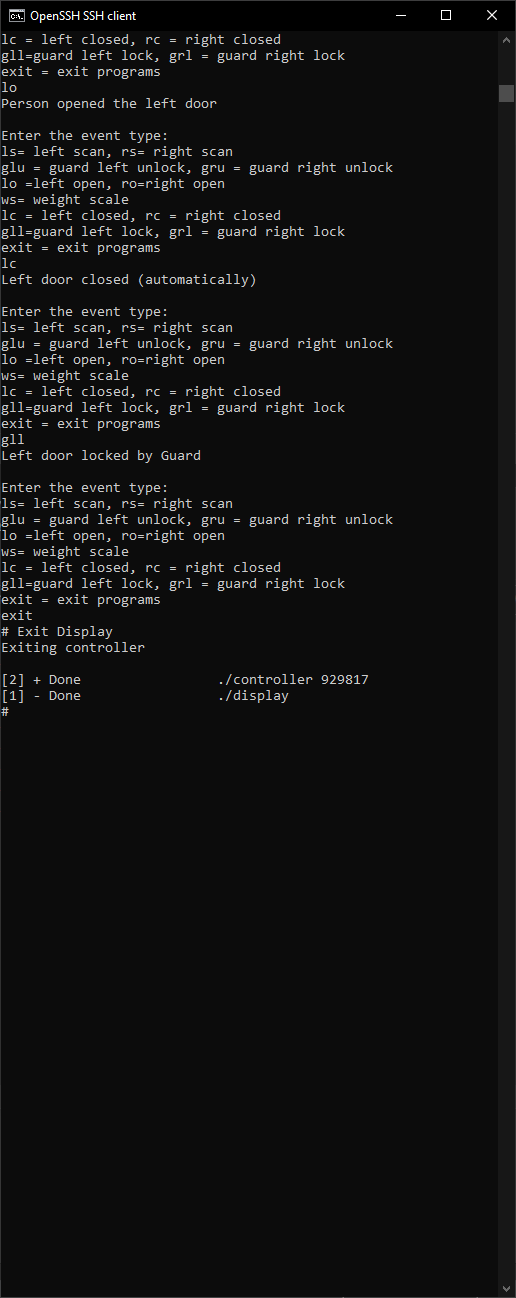 OpenSSH SSH client
lc = left closed, rc = right closed
gll=guard left lock, grl = guard right lock
exit = exit programs
lo
Person opened the left door
Enter the event type:
ls= left scan, rs= right scan
glu = guard left unlock, gru = guard right unlock
lo =left open, ro=right open
ws= weight scale
lc = left closed, rc = right closed
gll=guard left lock, grl = guard right lock
exit = exit programs
lc
Left door closed (automatically)
Enter the event type:
ls= left scan, rs= right scan
glu = guard left unlock, gru = guard right unlock
lo =left open, ro=right open
ws= weight scale
lc = left closed, rc = right closed
gll=guard left lock, grl = guard right lock
exit = exit programs
gll
Left door locked by Guard
Enter the event type:
ls= left scan, rs= right scan
glu = guard left unlock, gru = guard right unlock
lo =left open, ro=right open
ws= weight scale
lc = left closed, rc = right closed
gll=guard left lock, grl = guard right lock
exit = exit programs
exit
# Exit Display
Exiting controller
[2] + Done                 ./controller 929817
[1] - Done                 ./display
#